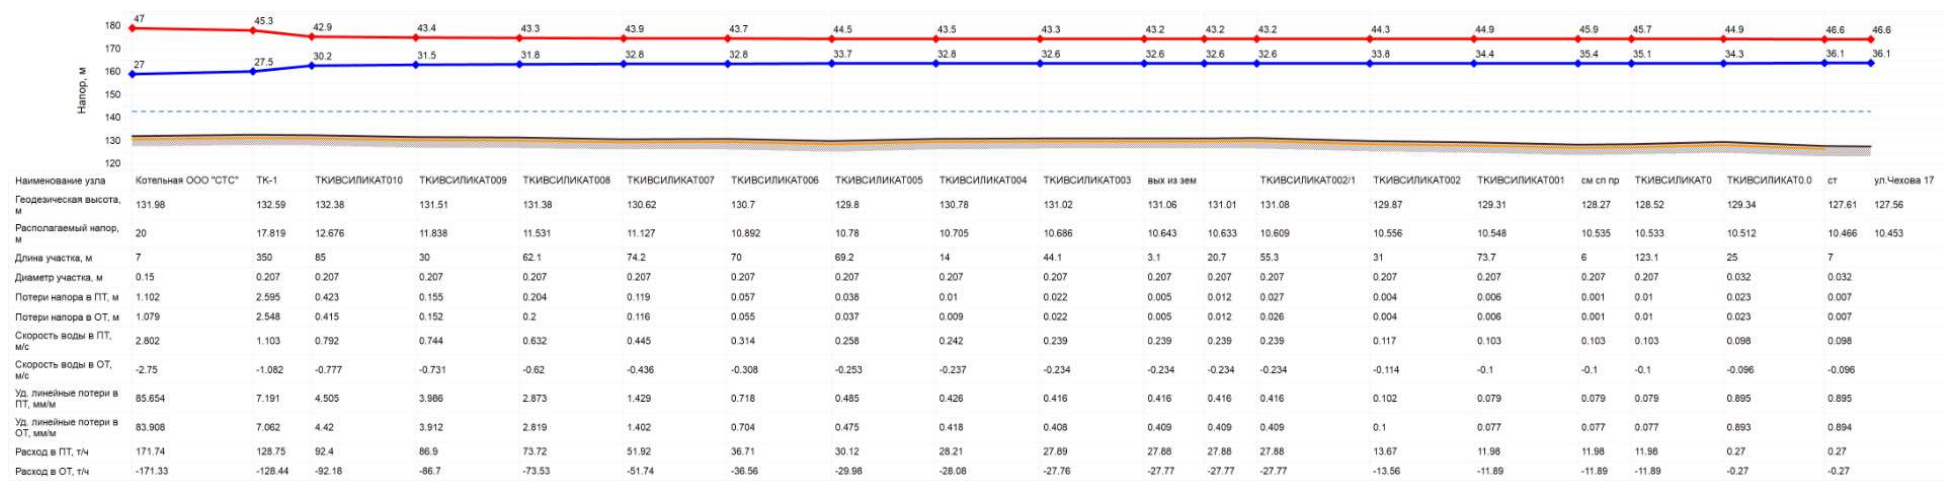 47 45.3 42.9 43.4 43.3 43.9 43.7 44.5 43.5 43.3 43.2 43.2 43.2 44.3 44.9 45.9 45.7 44.9 46.6 46.6
27 27.5 30.2 31.5 31.8 32.8 32.8 33.7 32.8 32.6 32.6 32.6 32.6 33.8 34.4 35.4 35.1 34.3 36.1 36.1
Напор, м
180
170
160
150
140
130
120
Наименование узла Котельная ООО "СТС" ТК-1 ТКИВСИЛИКАТ010 ТКИВСИЛИКАТ009 ТКИВСИЛИКАТ008 ТКИВСИЛИКАТ007 ТКИВСИЛИКАТ006 ТКИВСИЛИКАТ005 ТКИВСИЛИКАТ004 ТКИВСИЛИКАТ003 вых из зем ТКИВСИЛИКАТ002/1 ТКИВСИЛИКАТ002 ТКИВСИЛИКАТ001 см сп пр ТКИВСИЛИКАТ0 ТКИВСИЛИКАТ0.0 ст ул.Чехова 17
Геодезическая высота,
м 131.98 132.59 132.38 131.51 131.38 130.62 130.7 129.8 130.78 131.02 131.06 131.01 131.08 129.87 129.31 128.27 128.52 129.34 127.61 127.56
Располагаемый напор,
м 20 17.819 12.676 11.838 11.531 11.127 10.892 10.78 10.705 10.686 10.643 10.633 10.609 10.556 10.548 10.535 10.533 10.512 10.466 10.453
Длина участка, м 7 350 85 30 62.1 74.2 70 69.2 14 44.1 3.1 20.7 55.3 31 73.7 6 123.1 25 7
Диаметр участка, м 0.15 0.207 0.207 0.207 0.207 0.207 0.207 0.207 0.207 0.207 0.207 0.207 0.207 0.207 0.207 0.207 0.207 0.032 0.032
Потери напора в ПТ, м 1.102 2.595 0.423 0.155 0.204 0.119 0.057 0.038 0.01 0.022 0.005 0.012 0.027 0.004 0.006 0.001 0.01 0.023 0.007
Потери напора в ОТ, м 1.079 2.548 0.415 0.152 0.2 0.116 0.055 0.037 0.009 0.022 0.005 0.012 0.026 0.004 0.006 0.001 0.01 0.023 0.007
Скорость воды в ПТ,
м/с 2.802 1.103 0.792 0.744 0.632 0.445 0.314 0.258 0.242 0.239 0.239 0.239 0.239 0.117 0.103 0.103 0.103 0.098 0.098
Скорость воды в ОТ,
м/с -2.75 -1.082 -0.777 -0.731 -0.62 -0.436 -0.308 -0.253 -0.237 -0.234 -0.234 -0.234 -0.234 -0.114 -0.1 -0.1 -0.1 -0.096 -0.096
Уд. линейные потери в
ПТ, мм/м 85.654 7.191 4.505 3.986 2.873 1.429 0.718 0.485 0.426 0.416 0.416 0.416 0.416 0.102 0.079 0.079 0.079 0.895 0.895
Уд. линейные потери в
ОТ, мм/м 83.908 7.062 4.42 3.912 2.819 1.402 0.704 0.475 0.418 0.408 0.409 0.409 0.409 0.1 0.077 0.077 0.077 0.893 0.894
Расход в ПТ, т/ч 171.74 128.75 92.4 86.9 73.72 51.92 36.71 30.12 28.21 27.89 27.88 27.88 27.88 13.67 11.98 11.98 11.98 0.27 0.27
Расход в ОТ, т/ч -171.33 -128.44 -92.18 -86.7 -73.53 -51.74 -36.56 -29.98 -28.08 -27.76 -27.77 -27.77 -27.77 -13.56 -11.89 -11.89 -11.89 -0.27 -0.27